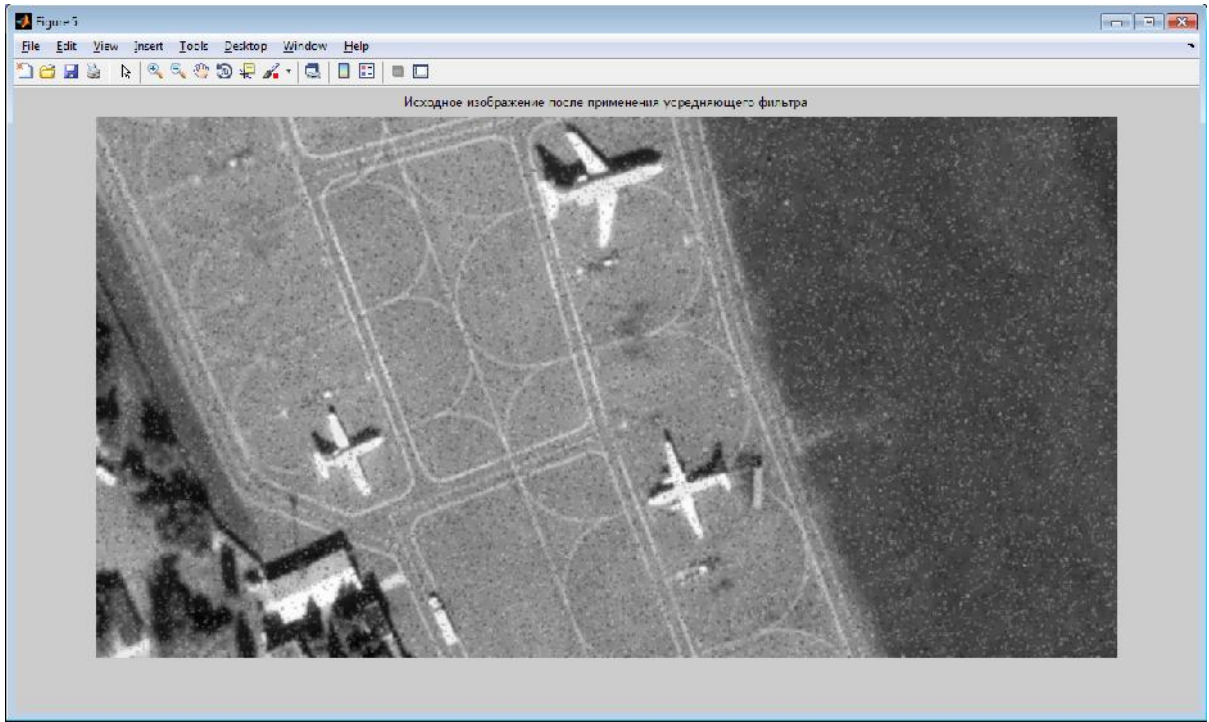 Figure 5
File Edit View Insert Tools Desktop Window Help
Исходное изображение после применения усредняющего фильтра